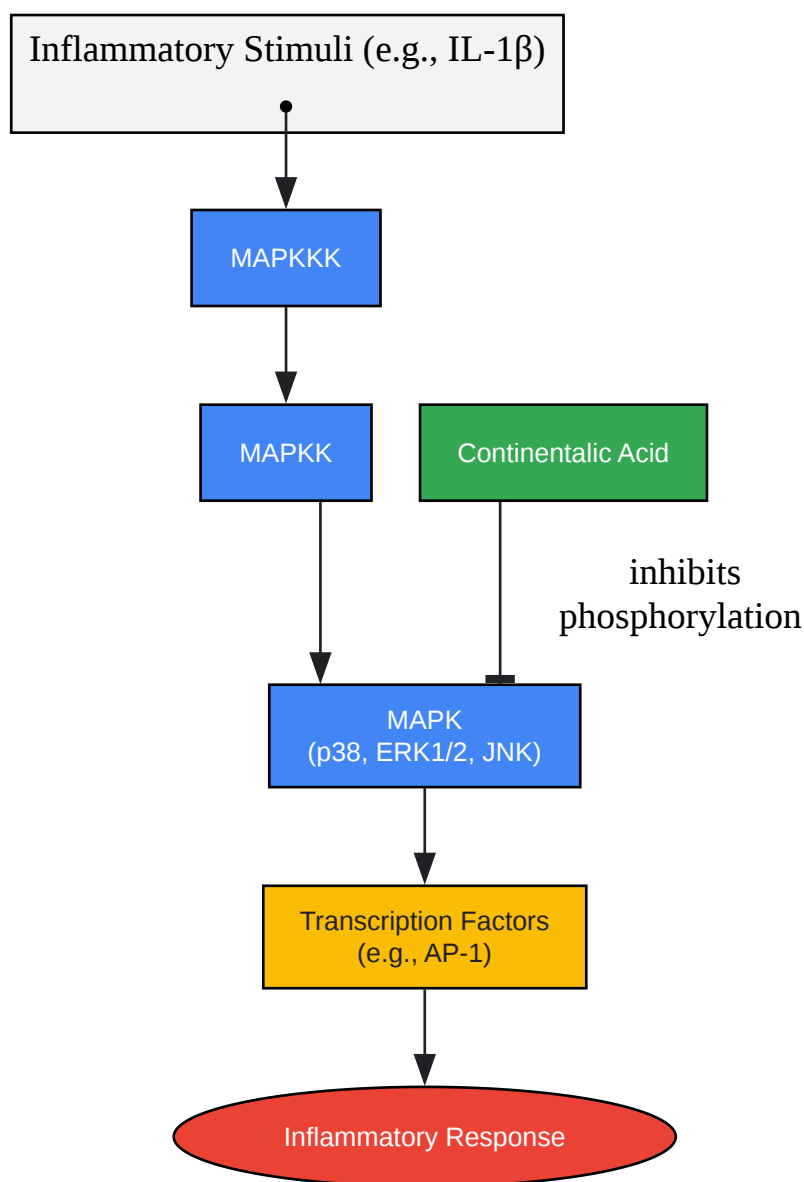 Inflammatory Stimuli (e.g., IL-1β)
MAPKKK
MAPKK
Continentalic Acid
inhibits
phosphorylation
MAPK
(p38, ERK1/2, JNK)
Transcription Factors
(e.g., AP-1)
Inflammatory Response